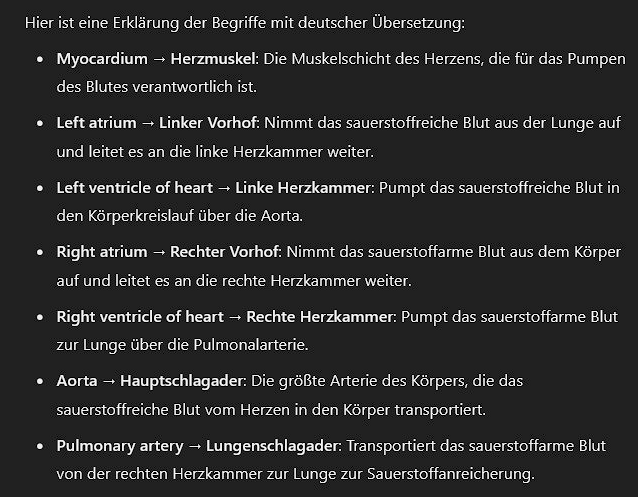 Hier ist eine Erklärung der Begriffe mit deutscher Übersetzung:
• Myocardium → Herzmuskel: Die Muskelschicht des Herzens, die für das Pumpen
des Blutes verantwortlich ist.
• Left atrium → Linker Vorhof: Nimmt das sauerstoffreiche Blut aus der Lunge auf
und leitet es an die linke Herzkammer weiter.
• Left ventricle of heart → Linke Herzkammer: Pumpt das sauerstoffreiche Blut in
den Körperkreislauf über die Aorta.
• Right atrium → Rechter Vorhof: Nimmt das sauerstoffarme Blut aus dem Körper
auf und leitet es an die rechte Herzkammer weiter.
• Right ventricle of heart → Rechte Herzkammer: Pumpt das sauerstoffarme Blut
zur Lunge über die Pulmonalarterie.
• Aorta → Hauptschlagader: Die größte Arterie des Körpers, die das
sauerstoffreiche Blut vom Herzen in den Körper transportiert.
• Pulmonary artery → Lungenschlagader: Transportiert das sauerstoffarme Blut
von der rechten Herzkammer zur Lunge zur Sauerstoffanreicherung.